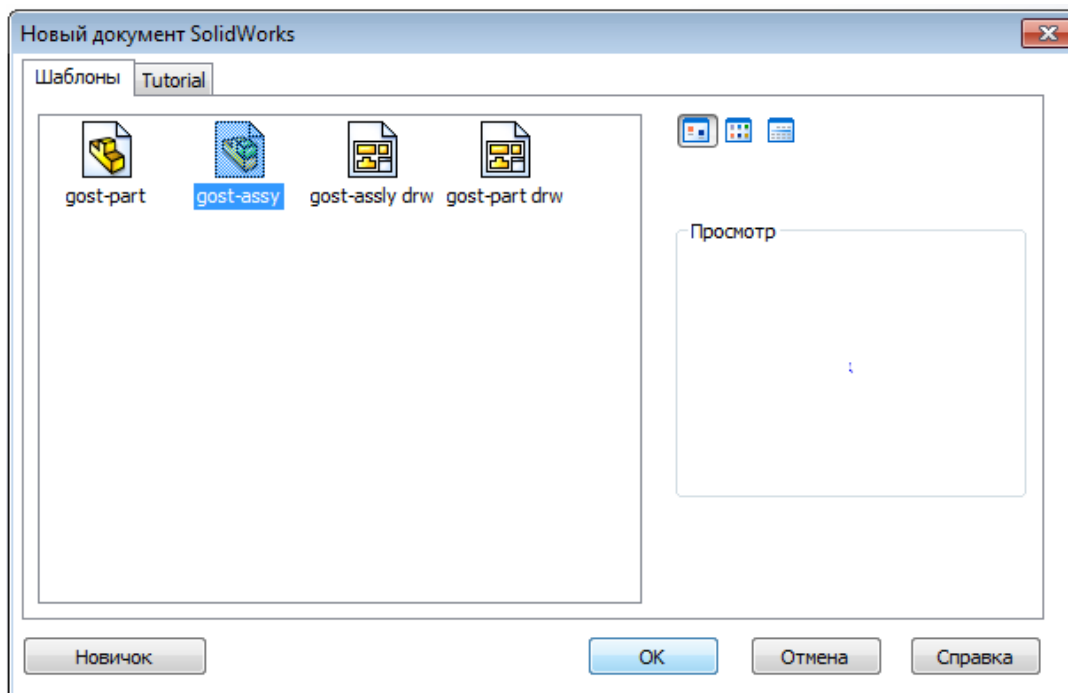 Новый документ SolidWorks
Шаблоны Tutorial
gost-part gost-assy gost-assly drw gost-part drw
Просмотр
Новичок OK Отмена Справка